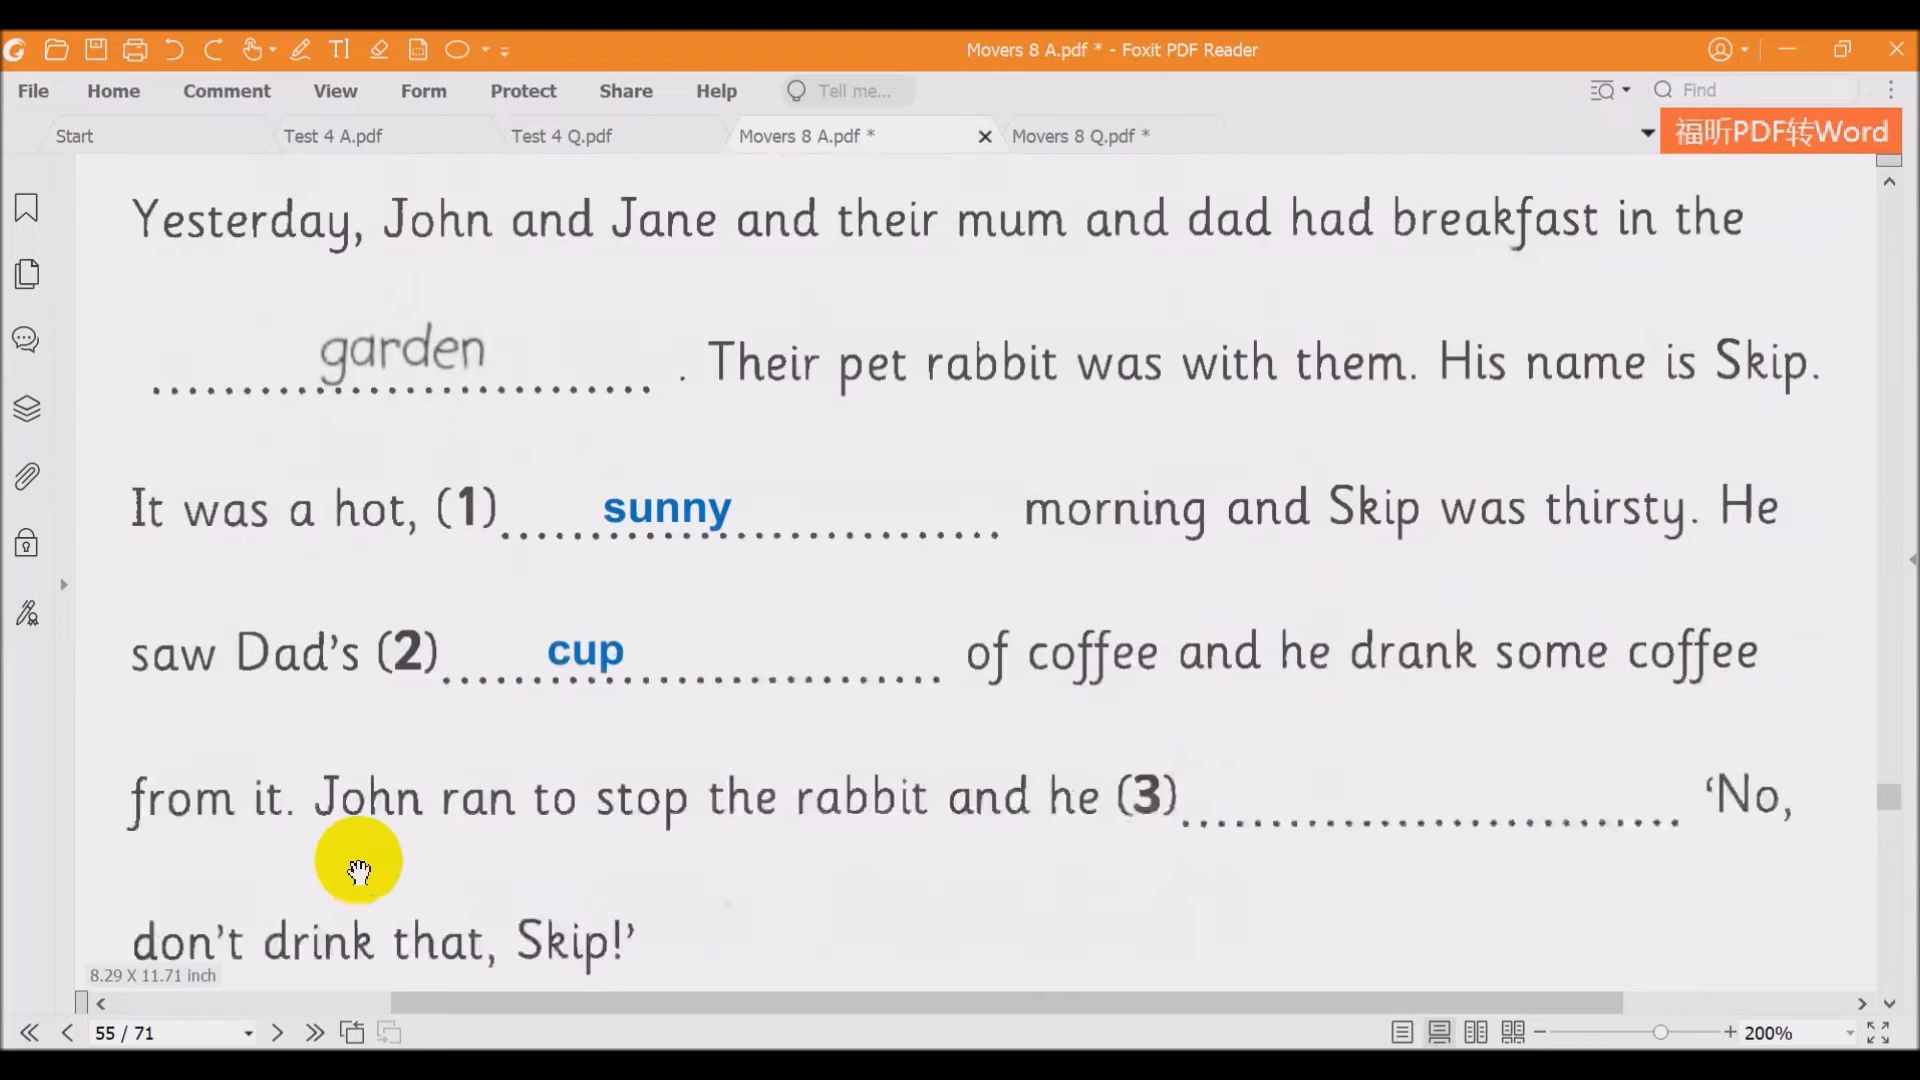 Movers 8 A.pdf * - Foxit PDF Reader
File Home Comment View Form Protect Share Help Tell me... Find
Start Test 4 A.pdf Test 4 Q.pdf Movers 8 A.pdf * Movers 8 Q.pdf * 福昕PDF转Word
Yesterday, John and Jane and their mum and dad had breakfast in the
garden . Their pet rabbit was with them. His name is Skip.
It was a hot, (1) sunny morning and Skip was thirsty. He
saw Dad's (2) cup of coffee and he drank some coffee
from it. John ran to stop the rabbit and he (3) ‘No,
don't drink that, Skip!’
8.29 X 11.71 inch
55 / 71 200%